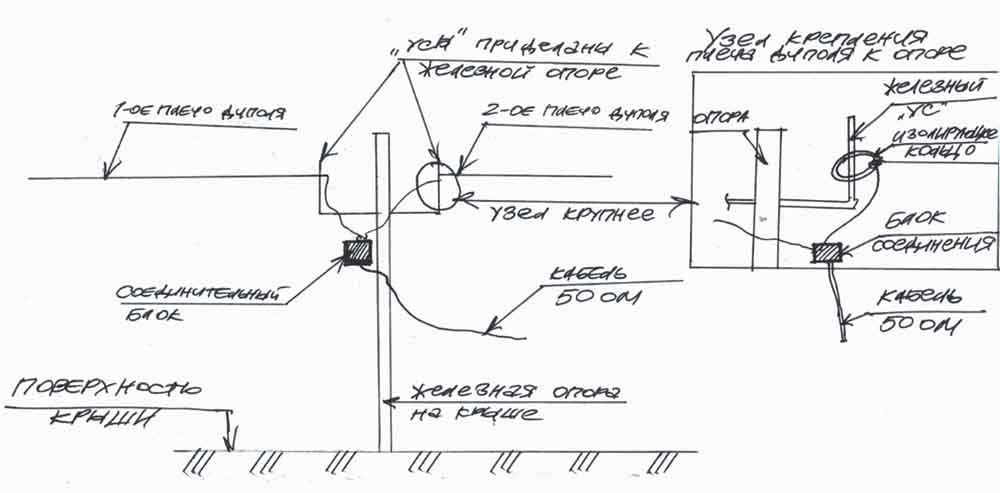 „УСЫ" ПРИДЕЛАНЫ К
ЖЕЛЕЗНОЙ ОПОРЕ
1-ОЕ ПЛЕЧО ДИПОЛЯ
2-ОЕ ПЛЕЧО ДИПОЛЯ
УЗЕЛ КРУПНЕЕ
СОЕДИНИТЕЛЬНЫЙ
БЛОК
КАБЕЛЬ
50 ОМ
ПОВЕРХНОСТЬ
КРЫШИ
ЖЕЛЕЗНАЯ ОПОРА
НА КРЫШЕ
УЗЕЛ КРЕПЛЕНИЯ
ПЛЕЧА ДИПОЛЯ К ОПОРЕ
ОПОРА
ЖЕЛЕЗНЫЙ
„УС"
ИЗОЛИРУЮЩЕЕ
КОЛЬЦО
БЛОК
СОЕДИНЕНИЯ
КАБЕЛЬ
50 ОМ